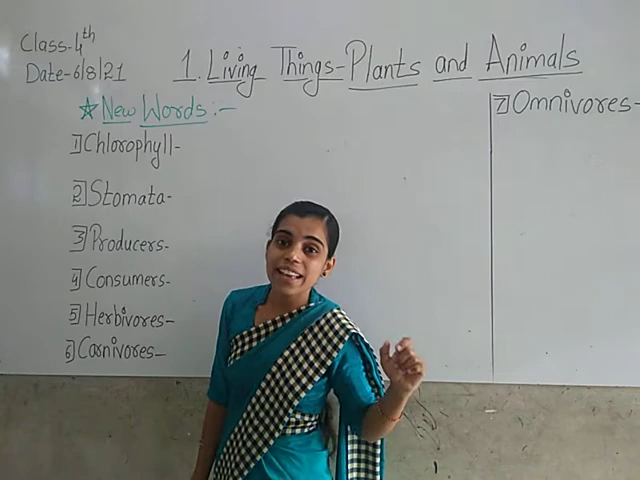 Class-4th
Date-6/8/21
1. Living Things-Plants and Animals
☆ New Words:-
1] Chlorophyll-
2] Stomata-
3] Producers-
4] Consumers-
5] Herbivores-
6] Carnivores-
7] Omnivores-